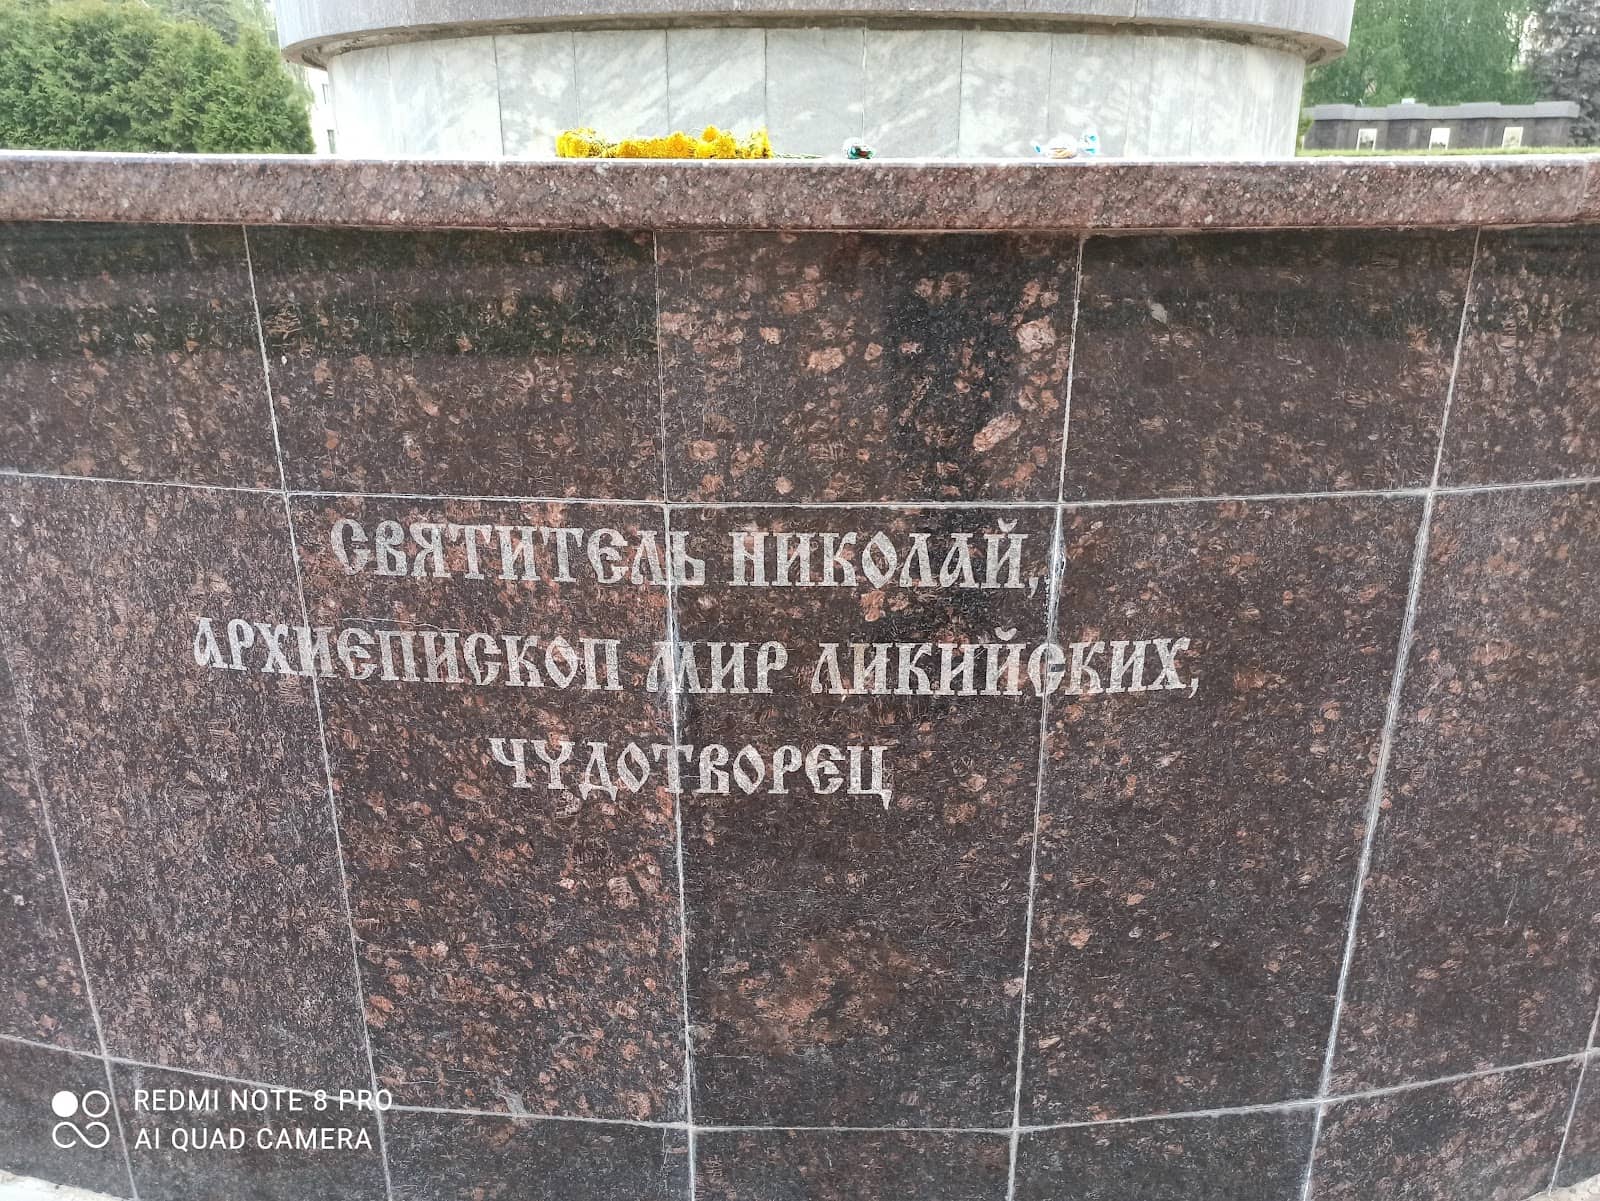 СВЯТИТЕЛЬ НИКОЛАЙ,
АРХИЕПИСКОП МИР ЛИКИЙСКИХ,
ЧУДОТВОРЕЦ
REDMI NOTE 8 PRO
AI QUAD CAMERA